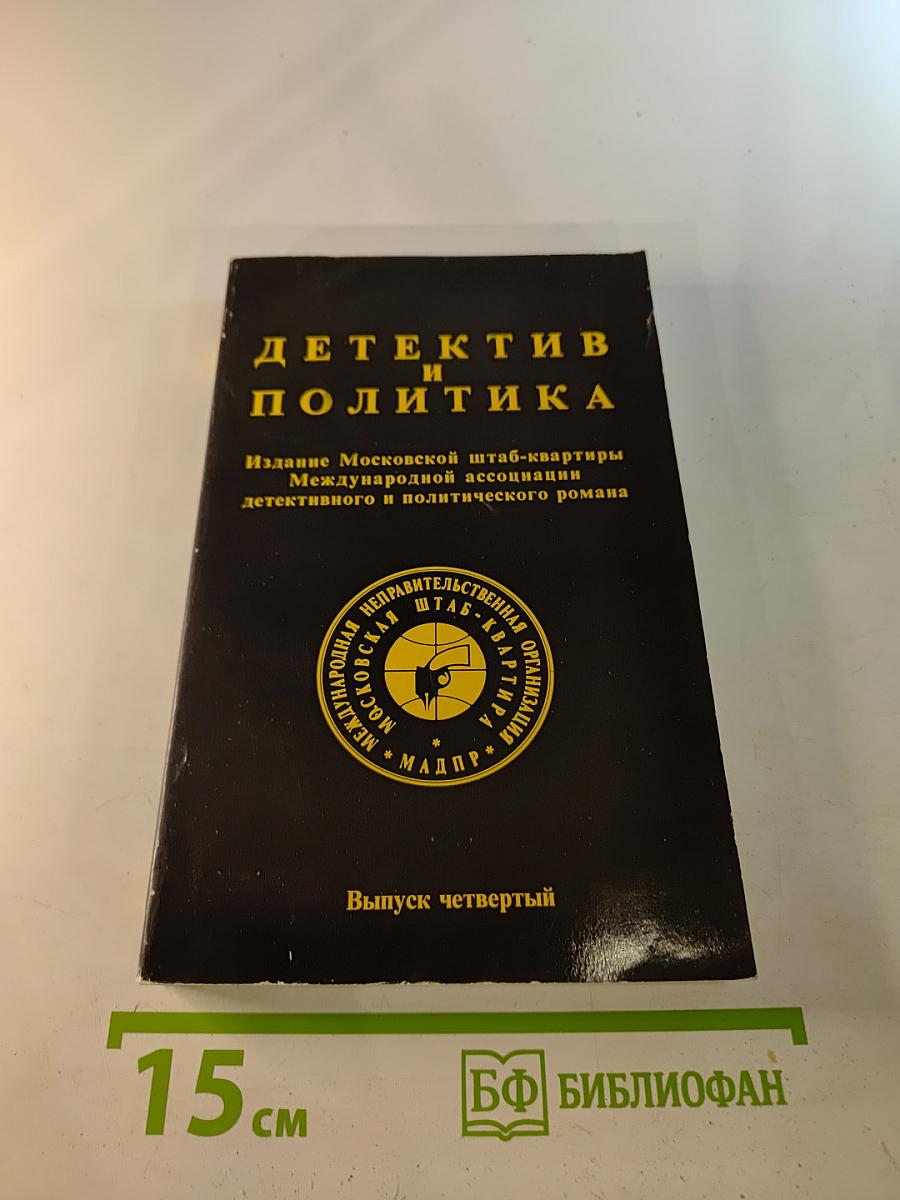 ДЕТЕКТИВ
И
ПОЛИТИКА
Издание Московской штаб-квартиры
Международной ассоциации
детективного и политического романа
МЕЖДУНАРОДНАЯ НЕПРАВИТЕЛЬСТВЕННАЯ ОРГАНИЗАЦИЯ
МОСКОВСКАЯ ШТАБ-КВАРТИРА
* МАДПР *
Выпуск четвертый
15 см
БФ БИБЛИОФАН